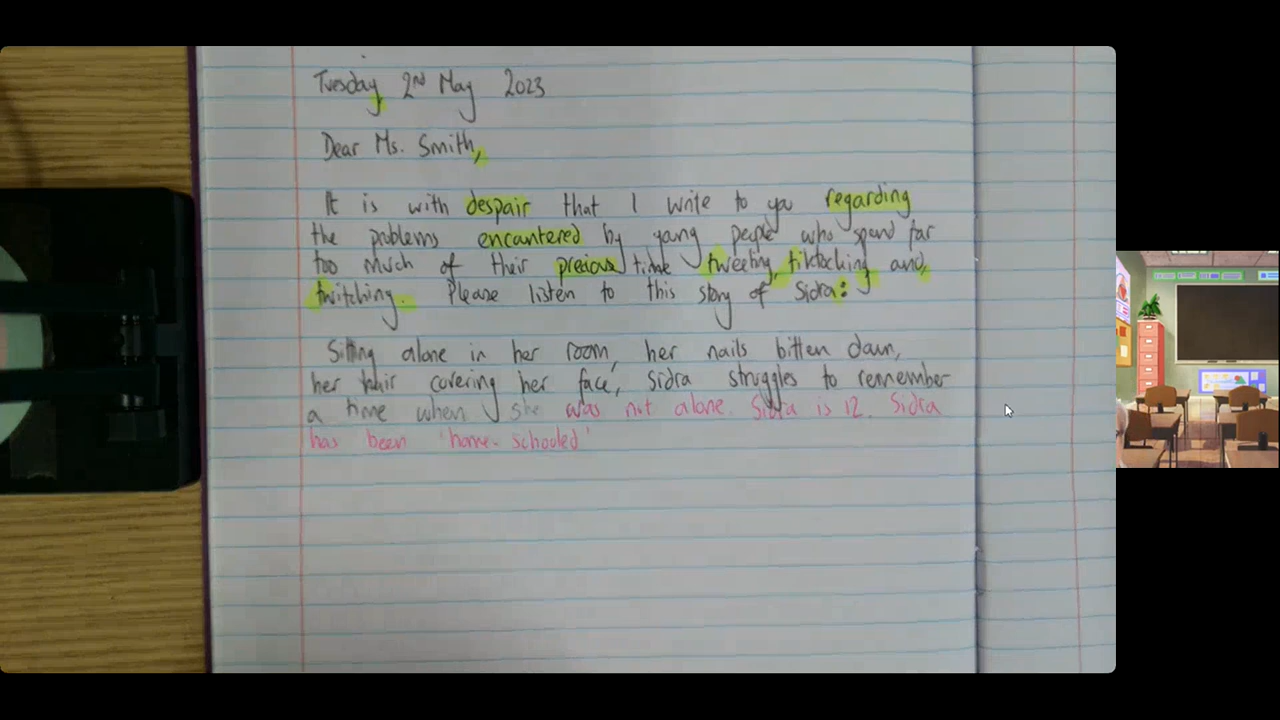 Tuesday 2ND May 2023
Dear Ms. Smith,
It is with despair that I write to you regarding
the problems encountered by young people who spend far
too much of their precious time tweeting, tiktocking and,
twitching. Please listen to this story of Sidra:
Sitting alone in her room, her nails bitten down,
her hair covering her face, Sidra struggles to remember
a time when she was not alone. Sidra is 12. Sidra
has been 'home-schooled'